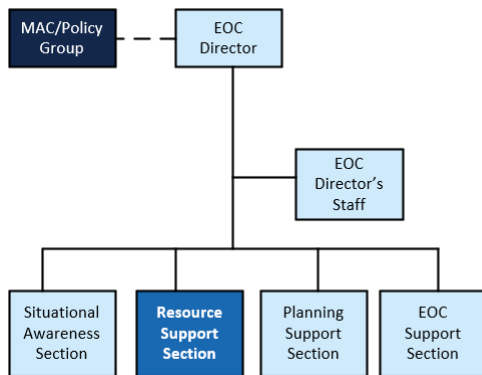 MAC/Policy
Group
EOC
Director
EOC
Director's
Staff
Situational
Awareness
Section
Resource
Support
Section
Planning
Support
Section
EOC
Support
Section